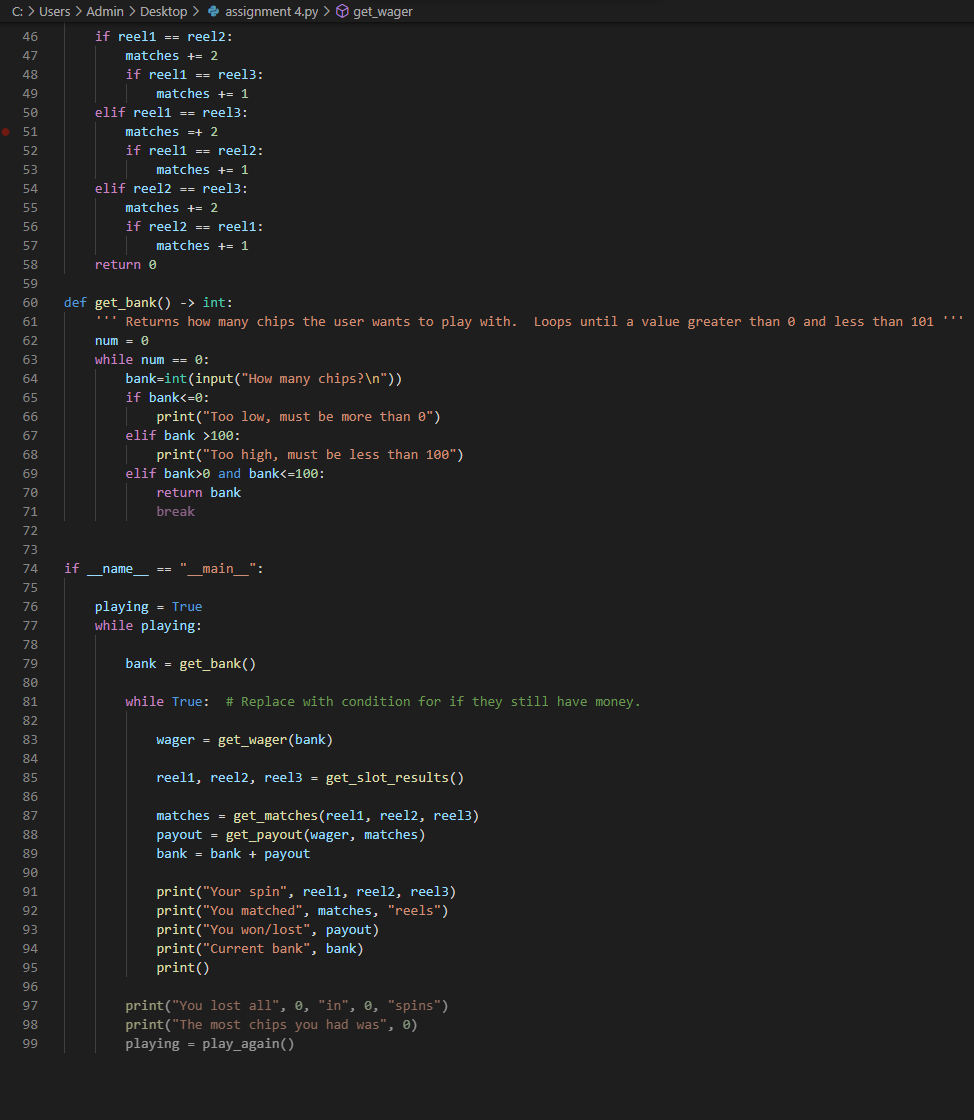 C: > Users > Admin > Desktop > assignment 4.py > get_wager
46 if reel1 == reel2:
47 matches += 2
48 if reel1 == reel3:
49 matches += 1
50 elif reel1 == reel3:
51 matches =+ 2
52 if reel1 == reel2:
53 matches += 1
54 elif reel2 == reel3:
55 matches += 2
56 if reel2 == reel1:
57 matches += 1
58 return 0
59
60 def get_bank() -> int:
61 ''' Returns how many chips the user wants to play with.  Loops until a value greater than 0 and less than 101 '''
62 num = 0
63 while num == 0:
64 bank=int(input("How many chips?\n"))
65 if bank<=0:
66 print("Too low, must be more than 0")
67 elif bank >100:
68 print("Too high, must be less than 100")
69 elif bank>0 and bank<=100:
70 return bank
71 break
72
73
74 if __name__ == "__main__":
75
76 playing = True
77 while playing:
78
79 bank = get_bank()
80
81 while True:  # Replace with condition for if they still have money.
82
83 wager = get_wager(bank)
84
85 reel1, reel2, reel3 = get_slot_results()
86
87 matches = get_matches(reel1, reel2, reel3)
88 payout = get_payout(wager, matches)
89 bank = bank + payout
90
91 print("Your spin", reel1, reel2, reel3)
92 print("You matched", matches, "reels")
93 print("You won/lost", payout)
94 print("Current bank", bank)
95 print()
96
97 print("You lost all", 0, "in", 0, "spins")
98 print("The most chips you had was", 0)
99 playing = play_again()